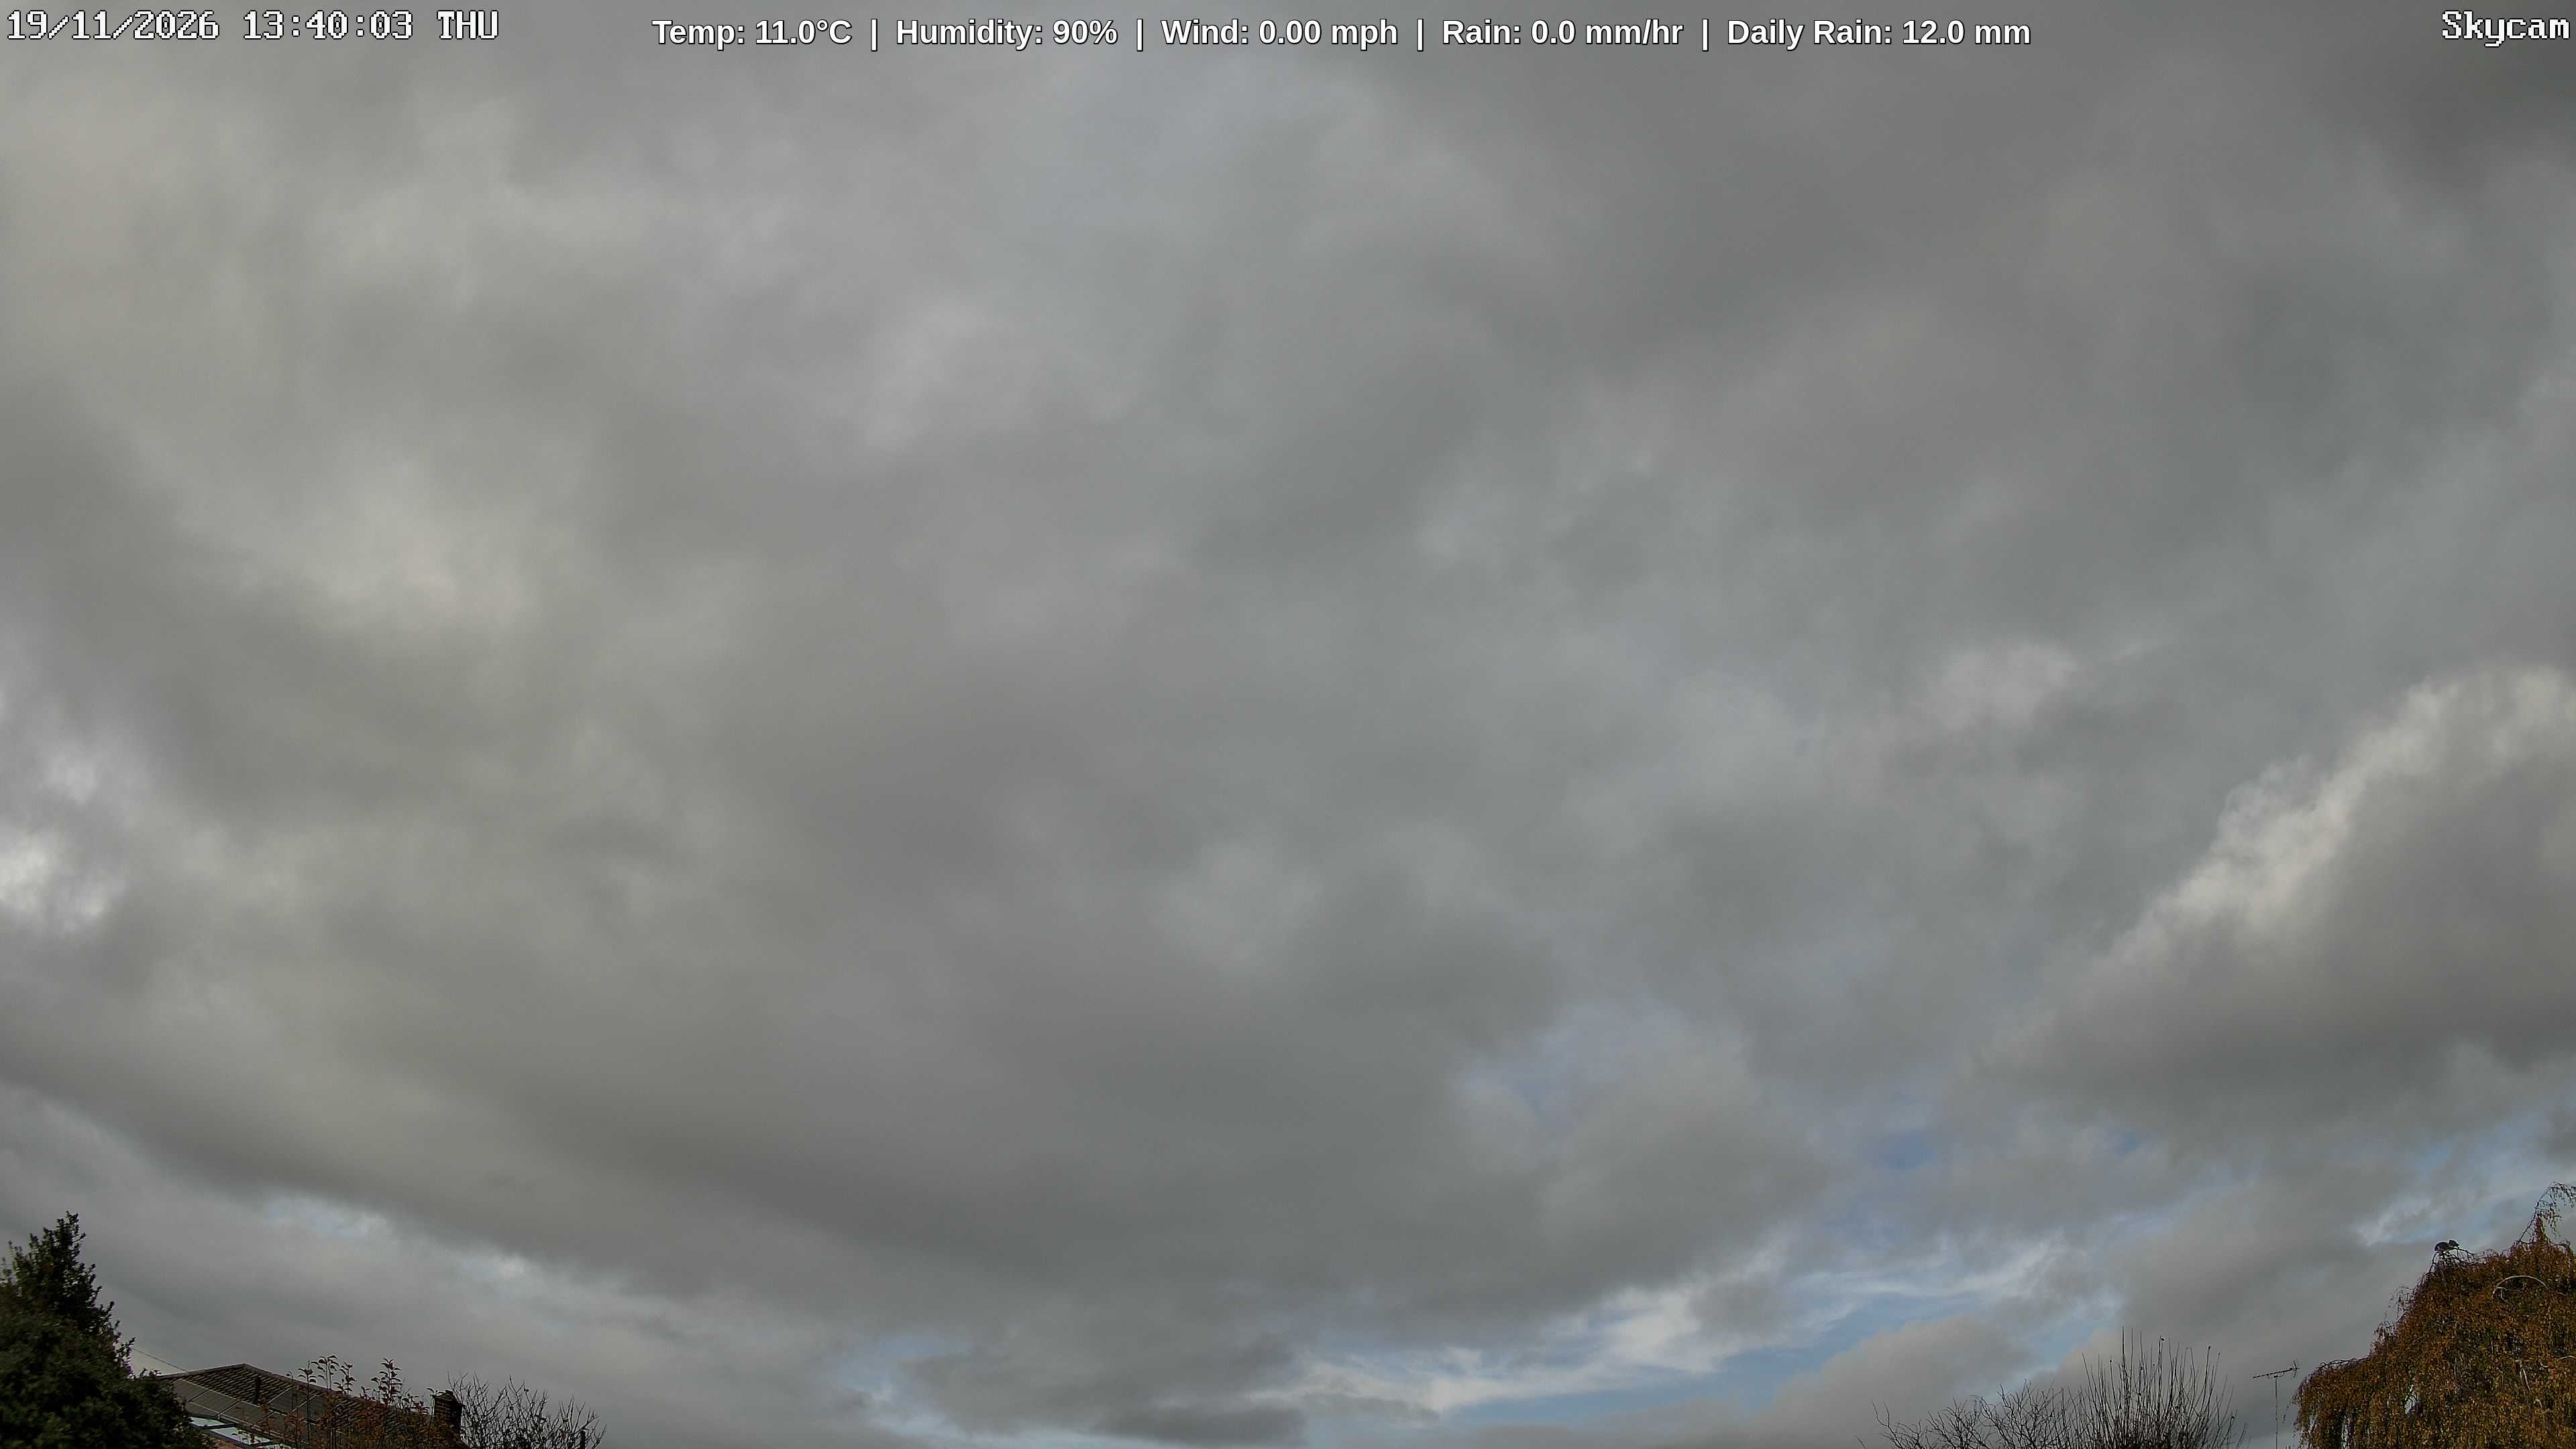 19/11/2026 13:40:03 THU
Temp: 11.0°C | Humidity: 90% | Wind: 0.00 mph | Rain: 0.0 mm/hr | Daily Rain: 12.0 mm
Skycam